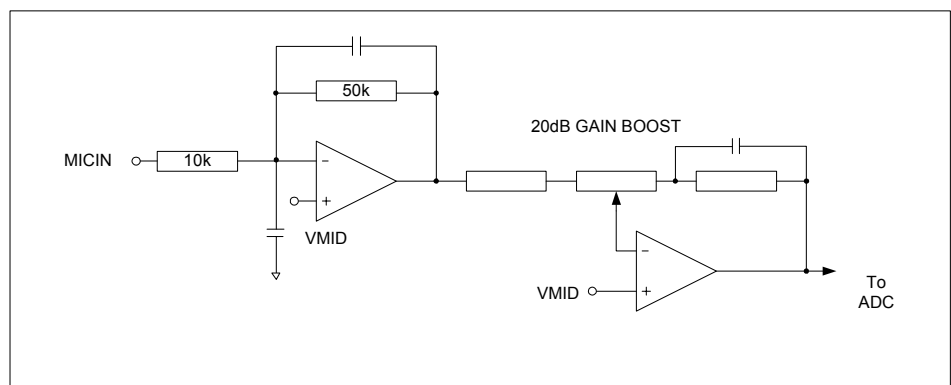 50k
20dB GAIN BOOST
MICIN
10k
−
+
VMID
−
+
VMID
To
ADC